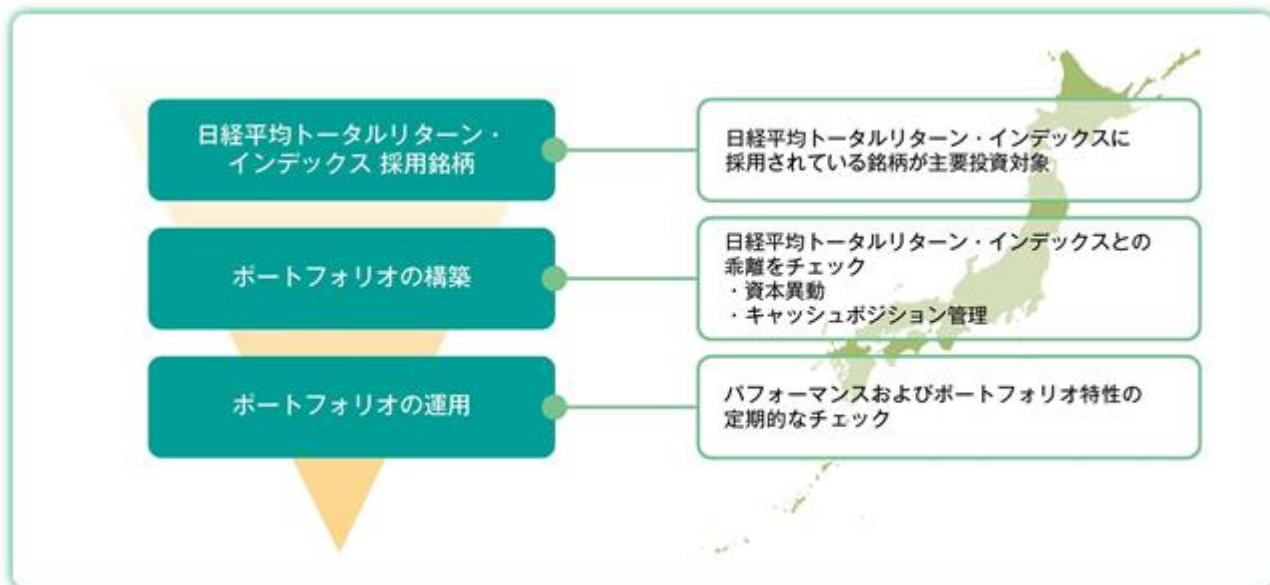 日経平均トータルリターン・
インデックス 採用銘柄
日経平均トータルリターン・インデックスに
採用されている銘柄が主要投資対象
ポートフォリオの構築
日経平均トータルリターン・インデックスとの
乖離をチェック
・資本異動
・キャッシュポジション管理
ポートフォリオの運用
パフォーマンスおよびポートフォリオ特性の
定期的なチェック